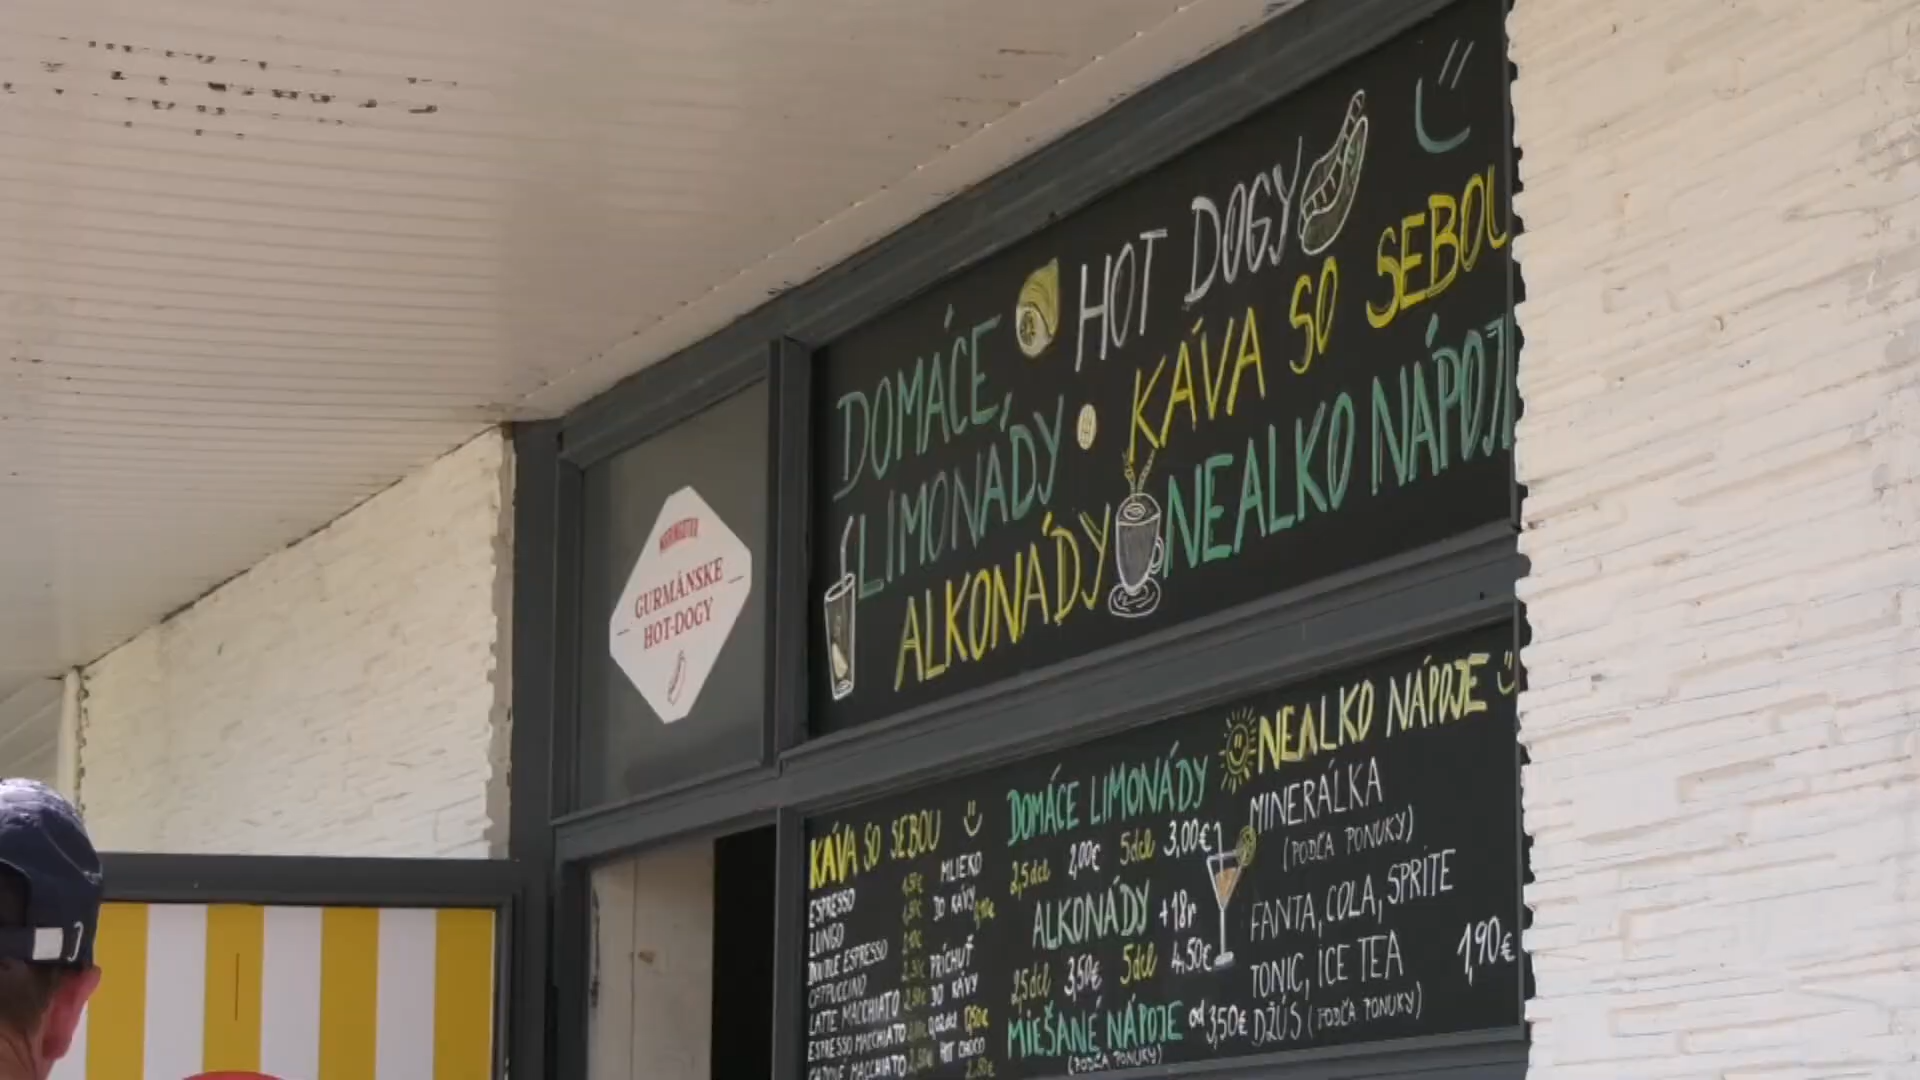 HOT DOGY
DOMÁCE
LIMONÁDY
KÁVA SO SEBOU
ALKONÁDY
NEALKO NÁPOJE
GURMÁNSKE
HOT-DOGY
KÁVA SO SEBOU
ESPRESSO
LUNGO
DOUBLE ESPRESSO
CAPPUCCINO
LATTE MACCHIATO
ESPRESSO MACCHIATO
MLIEKO
DO KÁVY
PRÍCHUŤ
DO KÁVY
HOT CHOCO
DOMÁCE LIMONÁDY
2,5dcl 2,00€ 5dcl 3,00€
ALKONÁDY +18r
2,5dcl 3,50€ 5dcl 4,50€
MIEŠANÉ NÁPOJE od 3,50€
(PODĽA PONUKY)
NEALKO NÁPOJE
MINERÁLKA
(PODĽA PONUKY)
FANTA, COLA, SPRITE
TONIC, ICE TEA 1,90€
DŽÚS (PODĽA PONUKY)